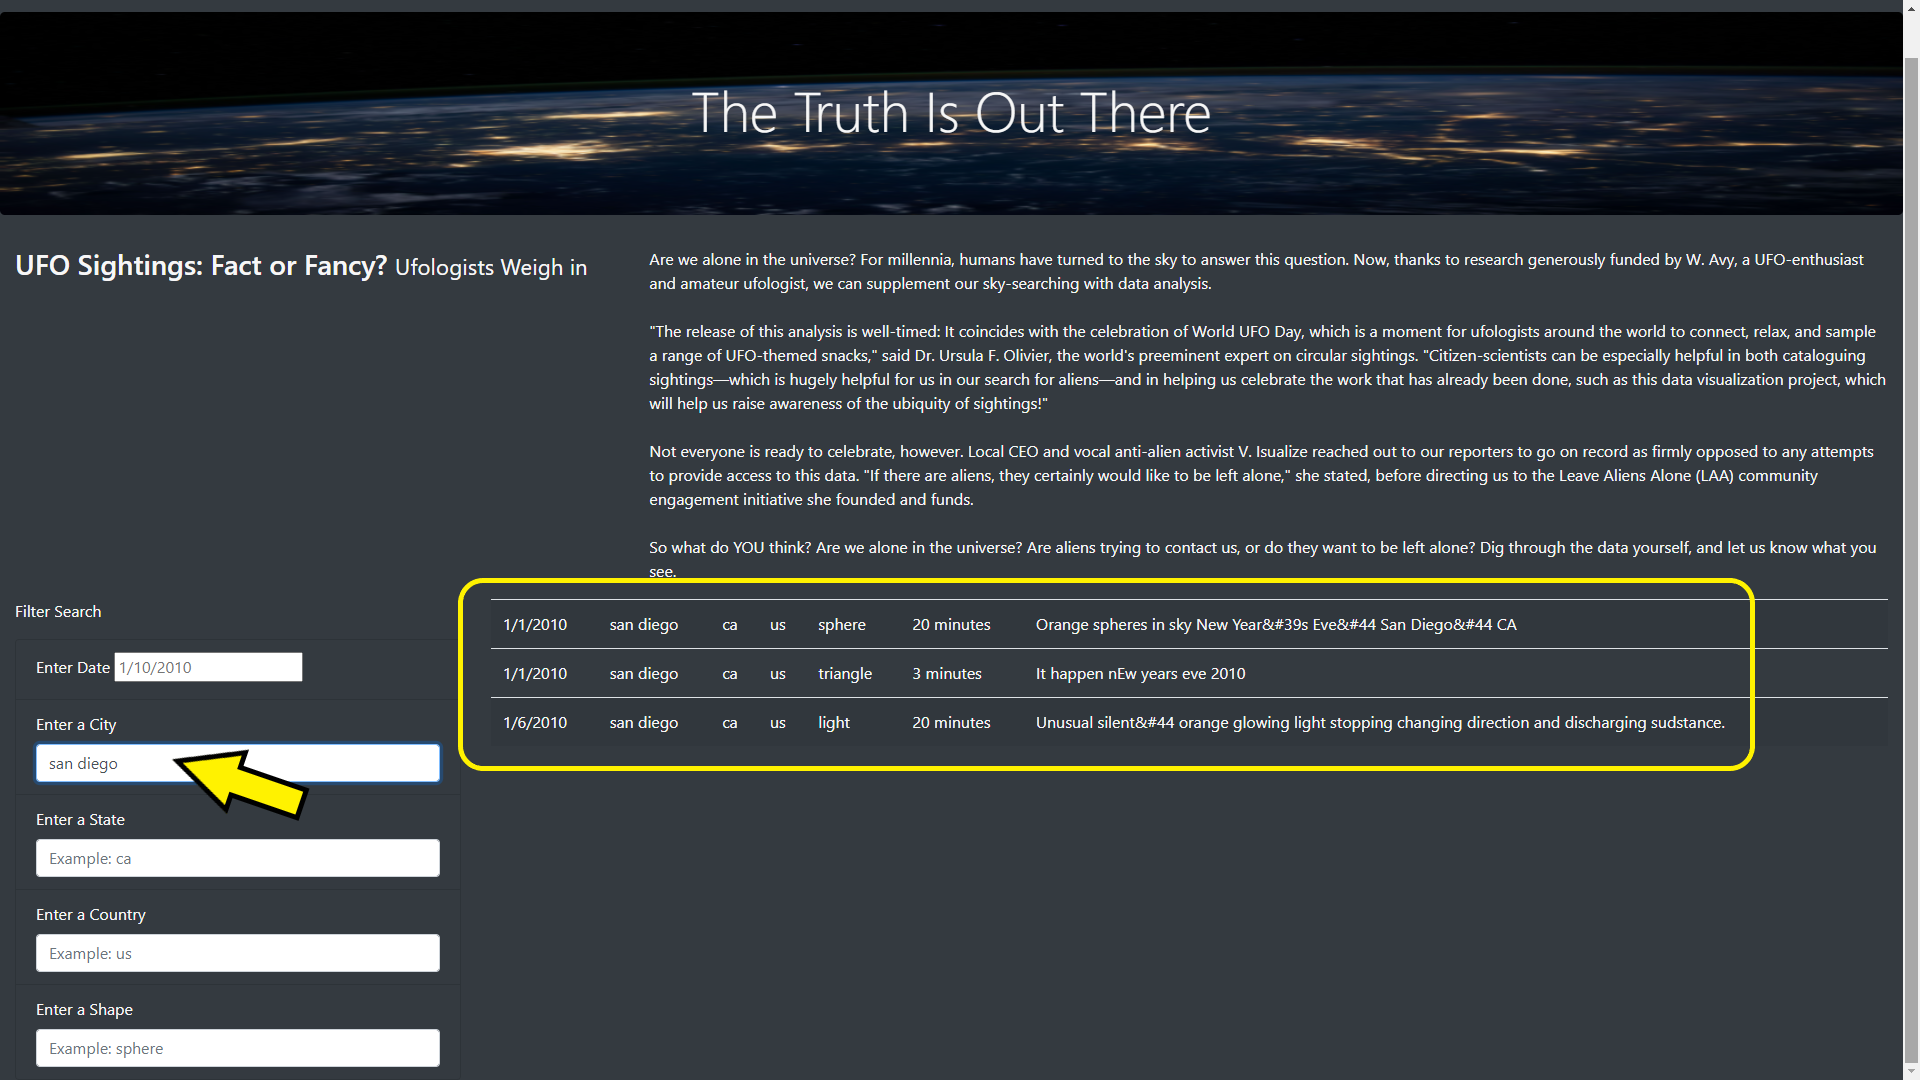 The Truth Is Out There
UFO Sightings: Fact or Fancy? Ufologists Weigh in
Are we alone in the universe? For millennia, humans have turned to the sky to answer this question. Now, thanks to research generously funded by W. Avy, a UFO-enthusiast
and amateur ufologist, we can supplement our sky-searching with data analysis.
"The release of this analysis is well-timed: It coincides with the celebration of World UFO Day, which is a moment for ufologists around the world to connect, relax, and sample
a range of UFO-themed snacks," said Dr. Ursula F. Olivier, the world's preeminent expert on circular sightings. "Citizen-scientists can be especially helpful in both cataloguing
sightings—which is hugely helpful for us in our search for aliens—and in helping us celebrate the work that has already been done, such as this data visualization project, which
will help us raise awareness of the ubiquity of sightings!"
Not everyone is ready to celebrate, however. Local CEO and vocal anti-alien activist V. Isualize reached out to our reporters to go on record as firmly opposed to any attempts
to provide access to this data. "If there are aliens, they certainly would like to be left alone," she stated, before directing us to the Leave Aliens Alone (LAA) community
engagement initiative she founded and funds.
So what do YOU think? Are we alone in the universe? Are aliens trying to contact us, or do they want to be left alone? Dig through the data yourself, and let us know what you
see.
Filter Search
Enter Date 1/10/2010
Enter a City
san diego
Enter a State
Example: ca
Enter a Country
Example: us
Enter a Shape
Example: sphere
1/1/2010 san diego ca us sphere 20 minutes Orange spheres in sky New Year&#39s Eve&#44 San Diego&#44 CA
1/1/2010 san diego ca us triangle 3 minutes It happen nEw years eve 2010
1/6/2010 san diego ca us light 20 minutes Unusual silent&#44 orange glowing light stopping changing direction and discharging sudstance.